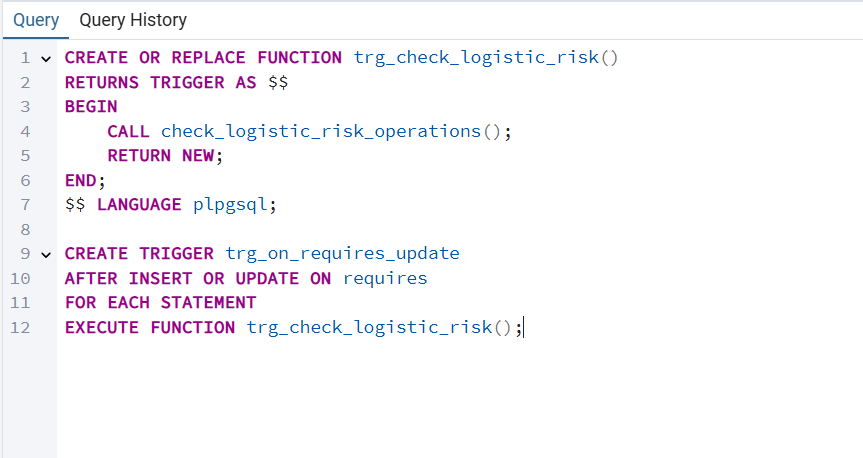 Query Query History
1 CREATE OR REPLACE FUNCTION trg_check_logistic_risk()
2 RETURNS TRIGGER AS $$
3 BEGIN
4     CALL check_logistic_risk_operations();
5     RETURN NEW;
6 END;
7 $$ LANGUAGE plpgsql;
8
9 CREATE TRIGGER trg_on_requires_update
10 AFTER INSERT OR UPDATE ON requires
11 FOR EACH STATEMENT
12 EXECUTE FUNCTION trg_check_logistic_risk();